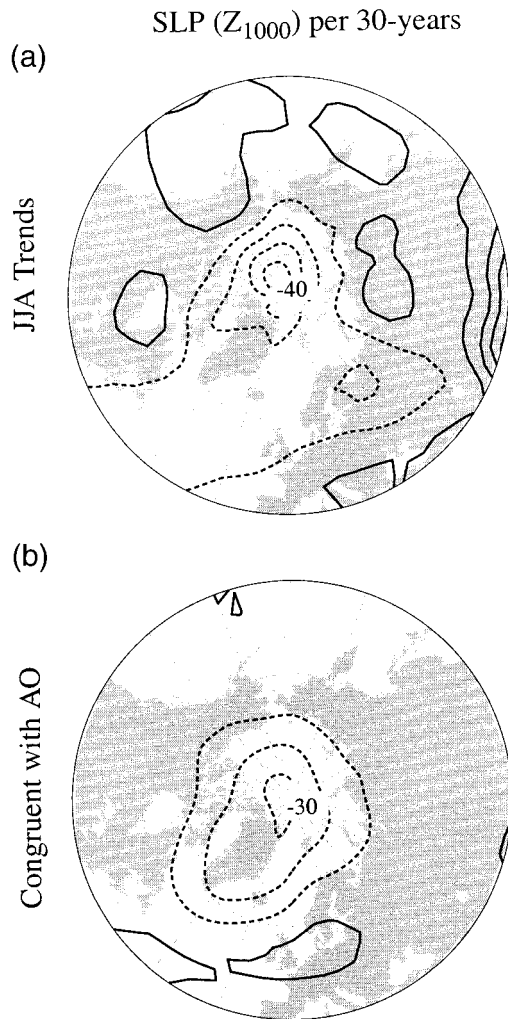 SLP (Z1000) per 30-years
(a)
JJA Trends
-40
(b)
Congruent with AO
-30